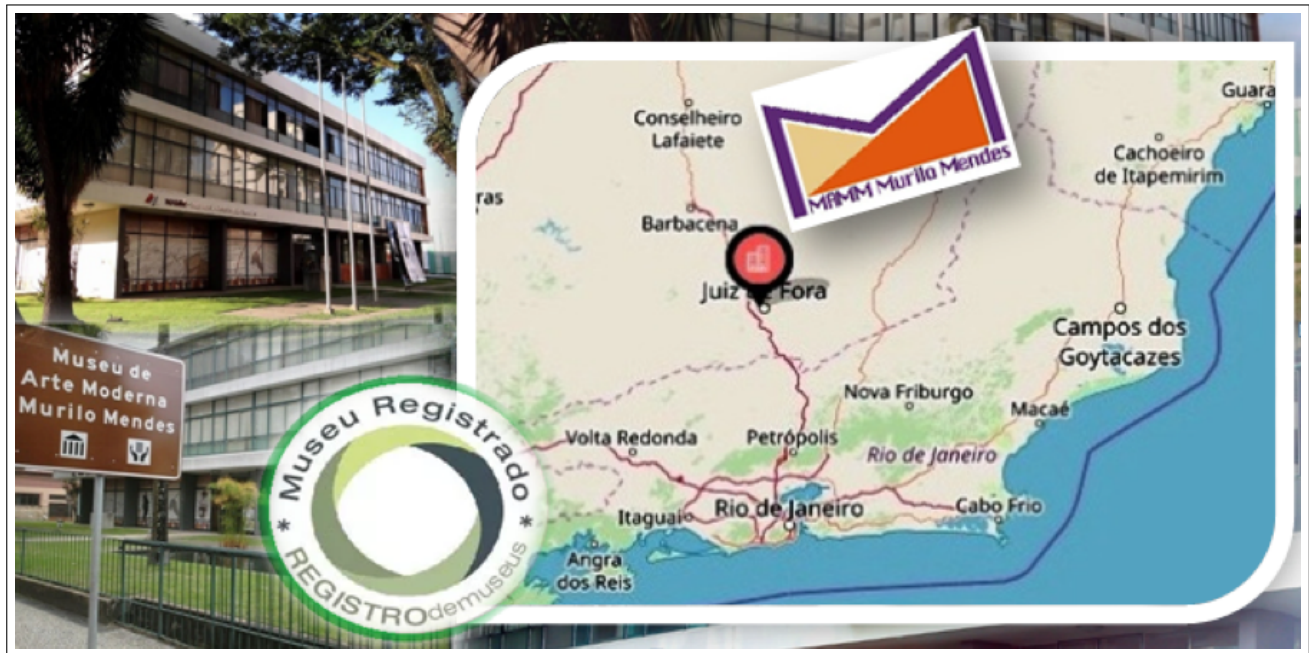 Museu de
Arte Moderna
Murilo Mendes
* Museu Registrado *
REGISTROdemuseus
MAMM Murilo Mendes
Guara
Conselheiro
Lafaiete
Cachoeiro
de Itapemirim
ras
Barbacena
Juiz de Fora
Campos dos
Goytacazes
Nova Friburgo
Macaé
Volta Redonda
Petrópolis
Rio de Janeiro
Itaguaí
Rio de Janeiro
Cabo Frio
Angra
dos Reis